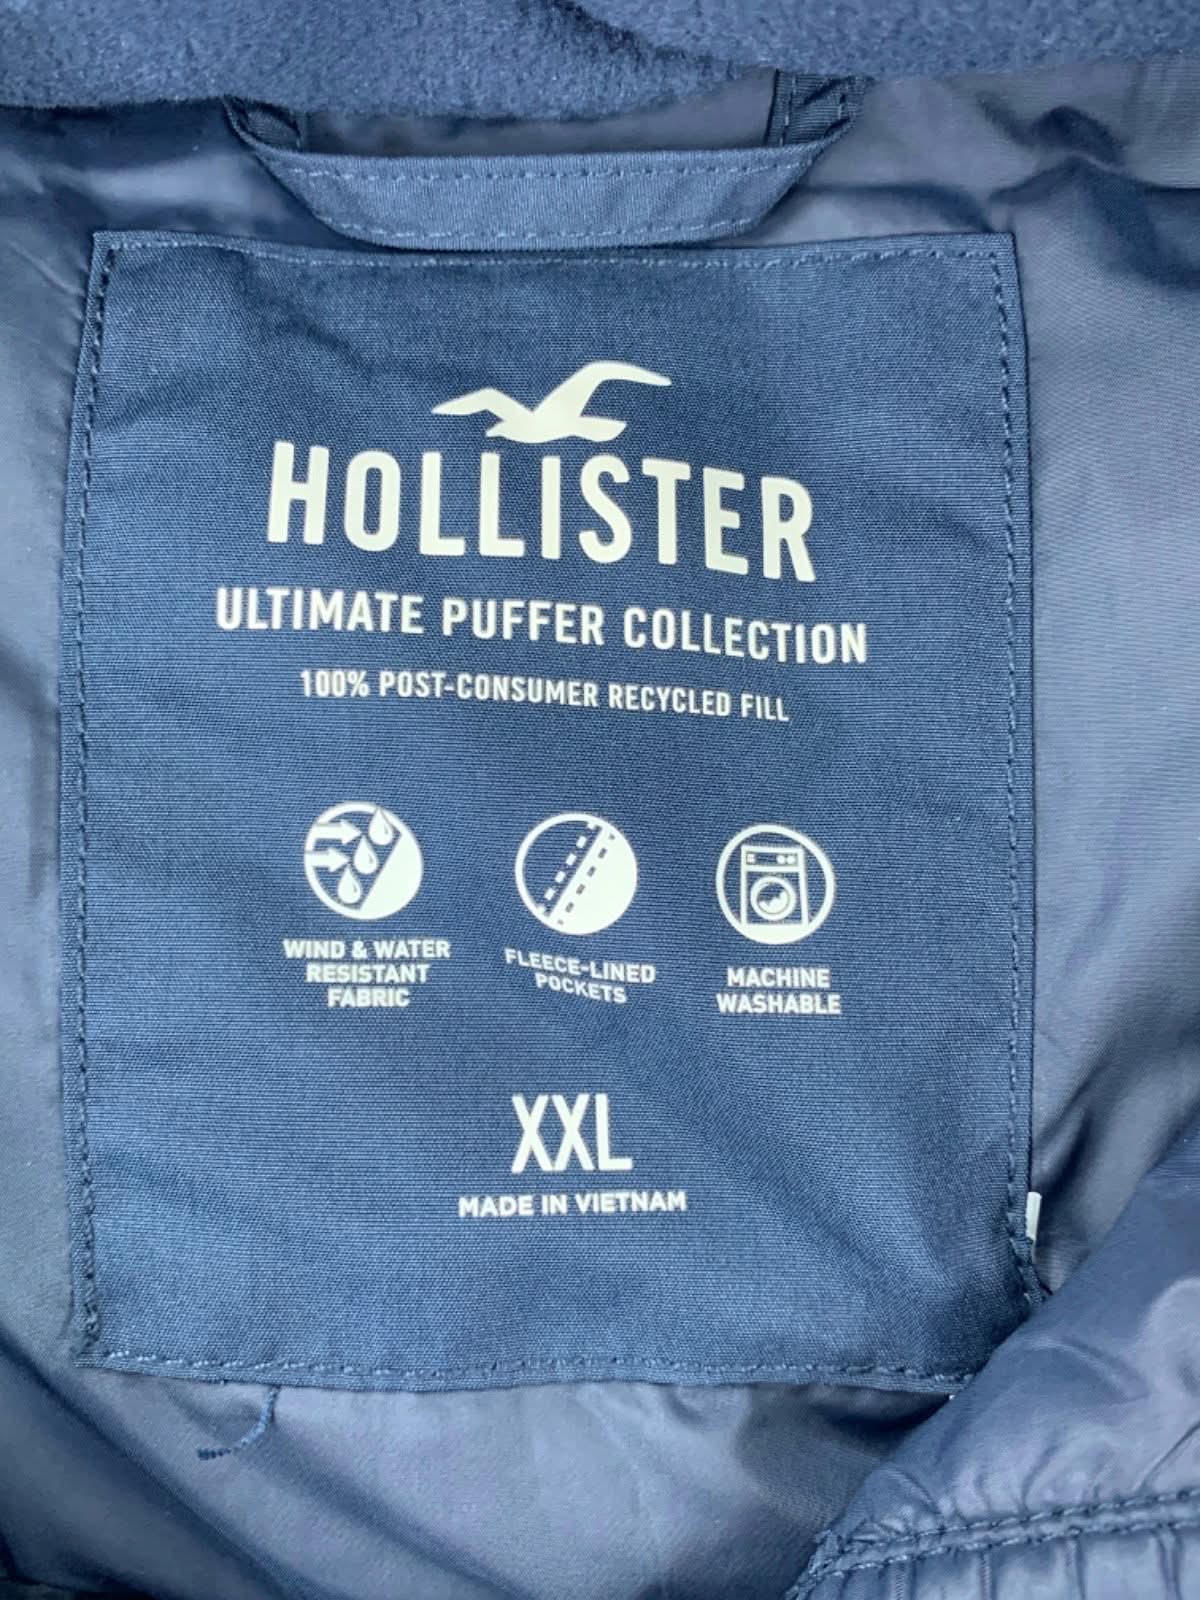 HOLLISTER
ULTIMATE PUFFER COLLECTION
100% POST-CONSUMER RECYCLED FILL
WIND & WATER
RESISTANT
FABRIC
FLEECE-LINED
POCKETS
MACHINE
WASHABLE
XXL
MADE IN VIETNAM